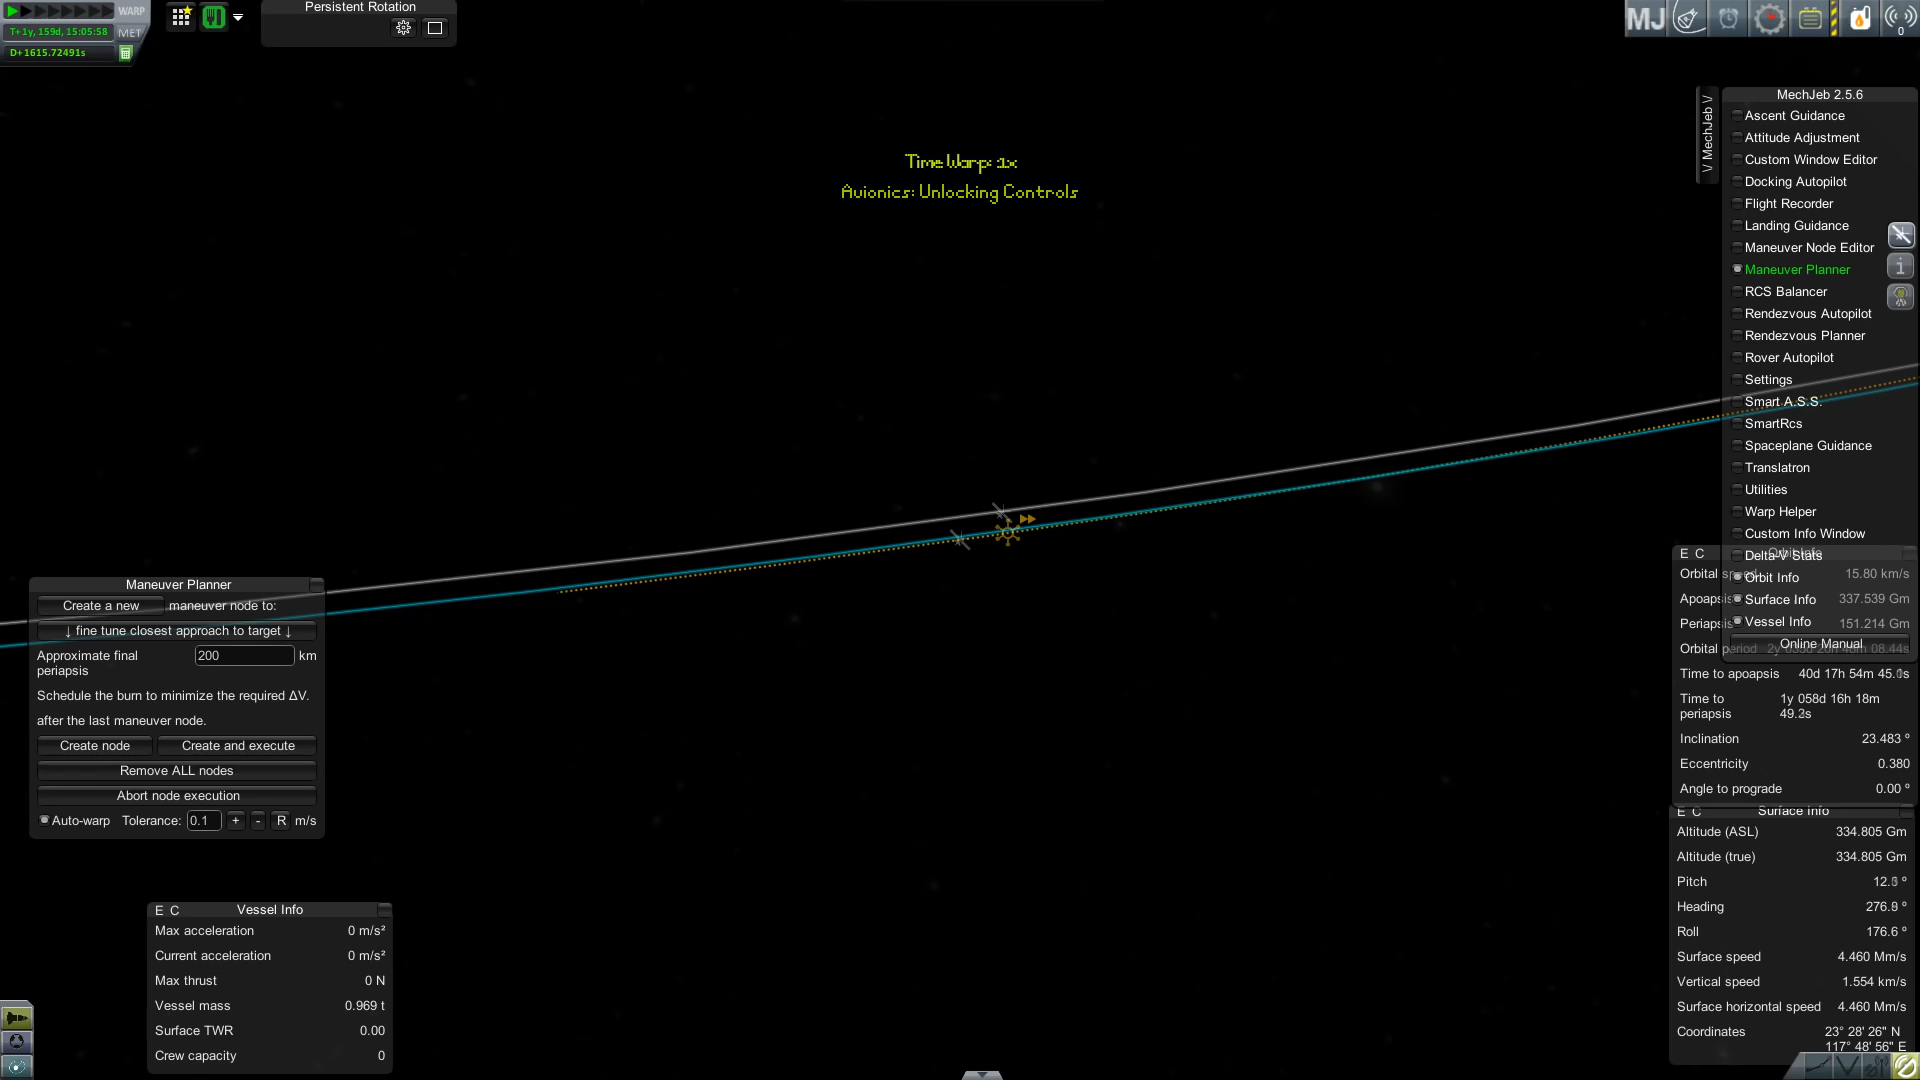 WARP
T+1y, 159d, 15:05:58
MET
D+1615.72491s
Persistent Rotation
MJ
0
Time Warp: 1x
Avionics: Unlocking Controls
V MechJeb V
MechJeb 2.5.6
Ascent Guidance
Attitude Adjustment
Custom Window Editor
Docking Autopilot
Flight Recorder
Landing Guidance
Maneuver Node Editor
Maneuver Planner
RCS Balancer
Rendezvous Autopilot
Rendezvous Planner
Rover Autopilot
Settings
Smart A.S.S.
SmartRcs
Spaceplane Guidance
Translatron
Utilities
Warp Helper
Custom Info Window
Delta-V Stats
Orbit Info
Surface Info
Vessel Info
Online Manual
Maneuver Planner
Create a new maneuver node to:
↓ fine tune closest approach to target ↓
Approximate final periapsis 200 km
Schedule the burn to minimize the required ΔV.
after the last maneuver node.
Create node Create and execute
Remove ALL nodes
Abort node execution
Auto-warp Tolerance: 0.1 + - R m/s
E C Vessel Info
Max acceleration 0 m/s²
Current acceleration 0 m/s²
Max thrust 0 N
Vessel mass 0.969 t
Surface TWR 0.00
Crew capacity 0
E C Orbit Info
Orbital 15.80 km/s
337.539 Gm
151.214 Gm
Orbital
Time to apoapsis 40d 17h 54m
Time to periapsis 1y 058d 16h 18m
Inclination 23.483 º
Eccentricity 0.380
Angle to prograde 0.00 º
E C Surface Info
Altitude (ASL) 334.805 Gm
Altitude (true) 334.805 Gm
Pitch
Heading
Roll 176.6 º
Surface speed 4.460 Mm/s
Vertical speed 1.554 km/s
Surface horizontal speed 4.460 Mm/s
Coordinates 23° 28' 26" N
117° 48' 56" E